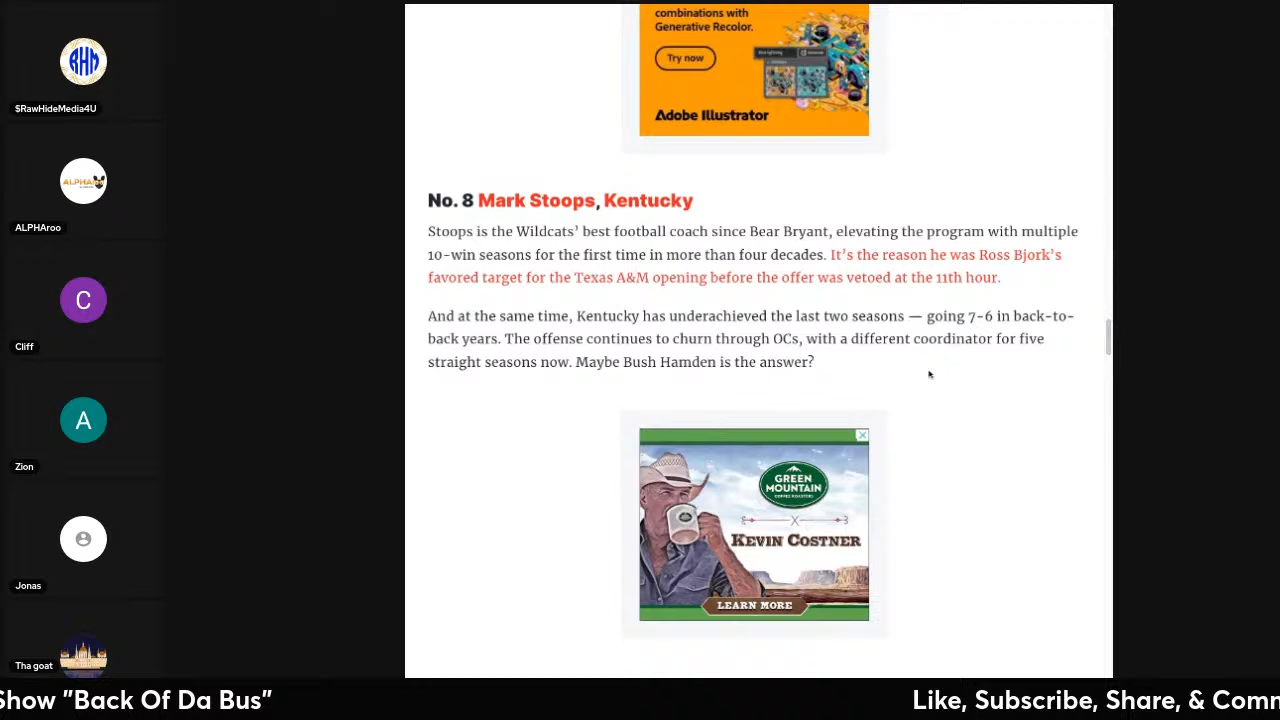 combinations with
Generative Recolor.
Try now
Adobe Illustrator
RHM
$RawHideMedia4U
ALPHAroo
C
Cliff
A
Zion
Jonas
Tha goat
No. 8 Mark Stoops, Kentucky
Stoops is the Wildcats’ best football coach since Bear Bryant, elevating the program with multiple
10-win seasons for the first time in more than four decades. It’s the reason he was Ross Bjork’s
favored target for the Texas A&M opening before the offer was vetoed at the 11th hour.
And at the same time, Kentucky has underachieved the last two seasons — going 7-6 in back-to-
back years. The offense continues to churn through OCs, with a different coordinator for five
straight seasons now. Maybe Bush Hamden is the answer?
GREEN
MOUNTAIN
COFFEE ROASTERS
X
KEVIN COSTNER
LEARN MORE
Show "Back Of Da Bus"
Like, Subscribe, Share, & Comm